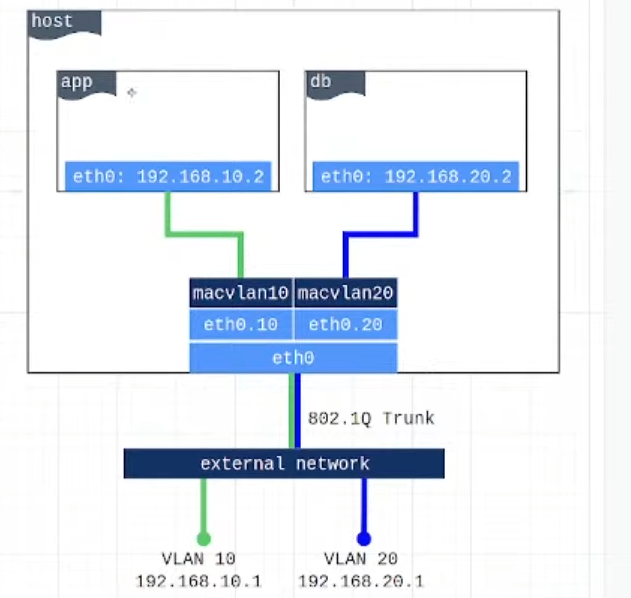 host
app
db
eth0: 192.168.10.2
eth0: 192.168.20.2
macvlan10
macvlan20
eth0.10
eth0.20
eth0
802.1Q Trunk
external network
VLAN 10
192.168.10.1
VLAN 20
192.168.20.1